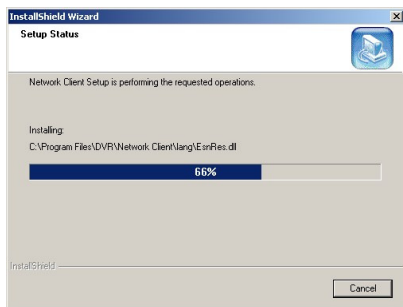 InstallShield Wizard
Setup Status
Network Client Setup is performing the requested operations.
Installing:
C:\Program Files\DVR\Network Client\lang\EsnRes.dll
66%
InstallShield
Cancel